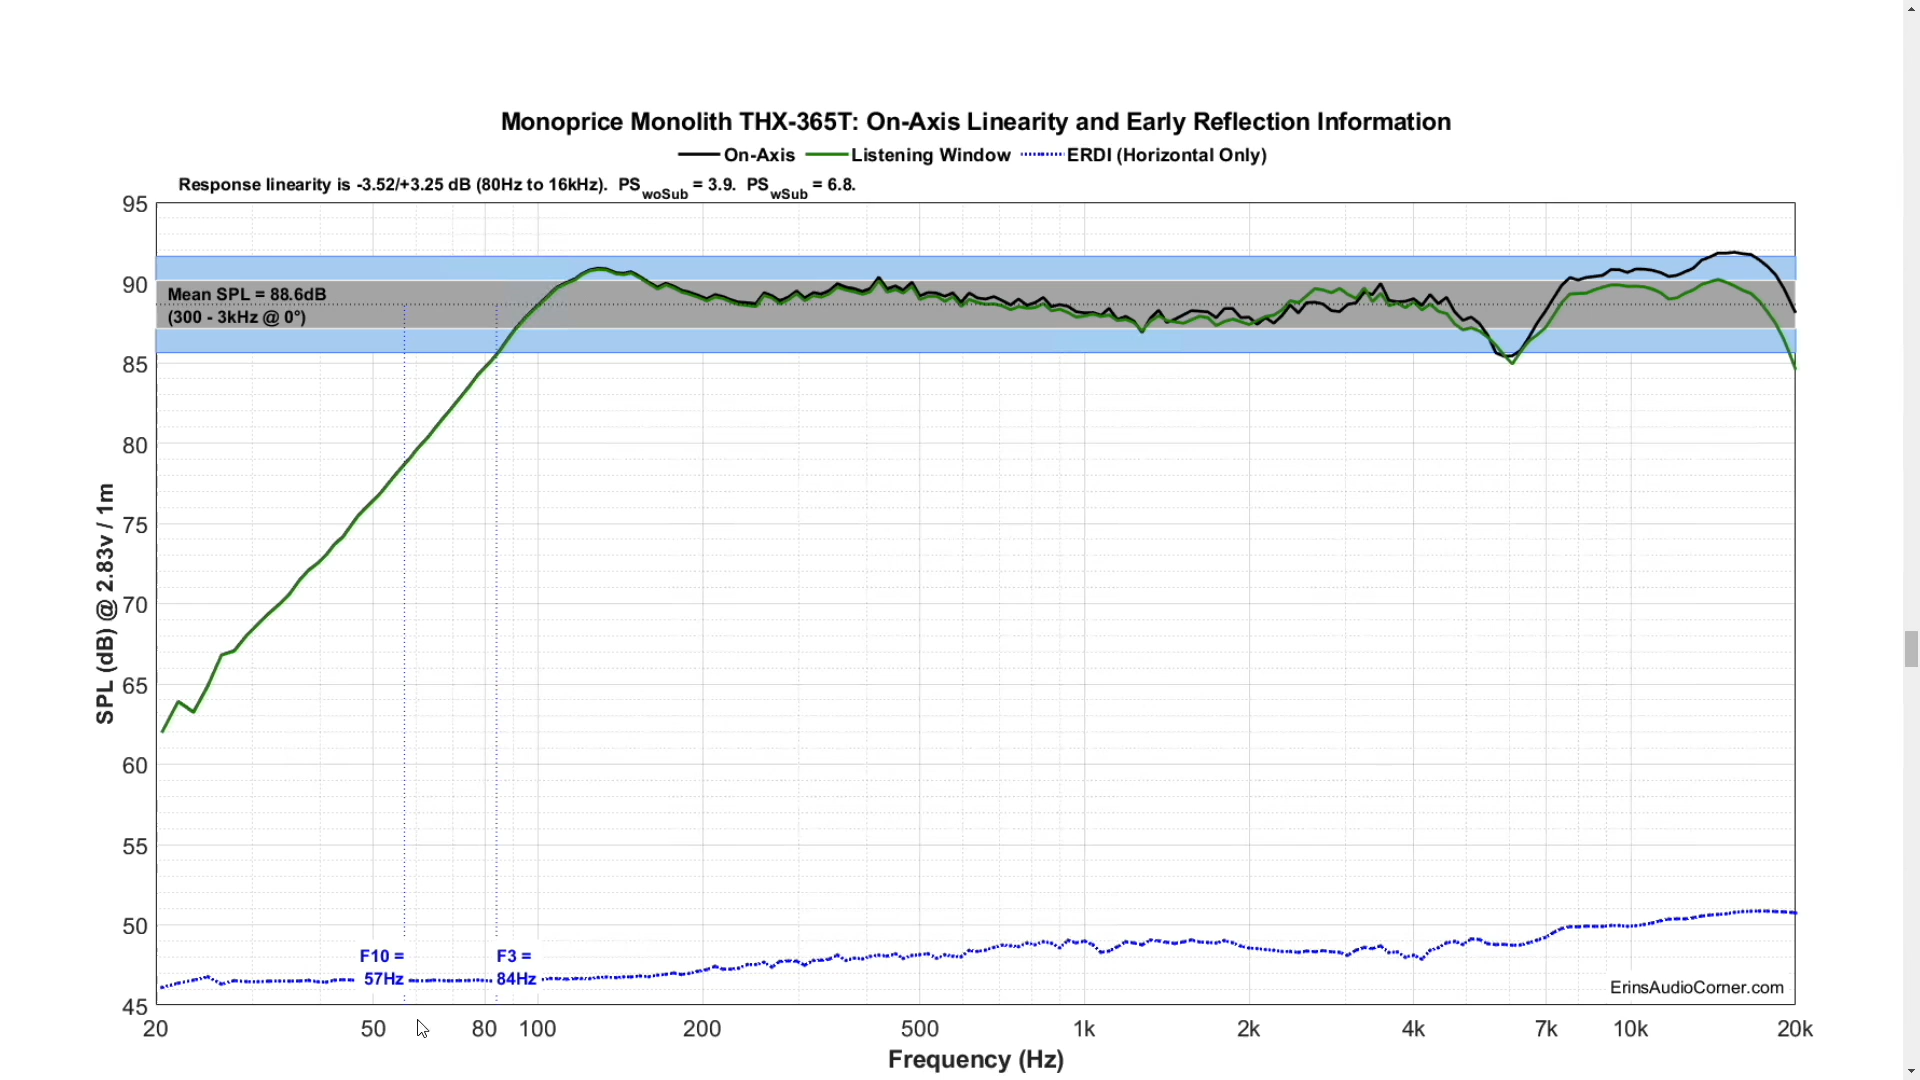 Monoprice Monolith THX-365T: On-Axis Linearity and Early Reflection Information
On-Axis Listening Window ERDI (Horizontal Only)
Response linearity is -3.52/+3.25 dB (80Hz to 16kHz). PS woSub = 3.9. PS wSub = 6.8.
95
90
85
80
75
70
65
60
55
50
45
SPL (dB) @ 2.83v / 1m
Mean SPL = 88.6dB
(300 - 3kHz @ 0°)
F10 =
57Hz
F3 =
84Hz
ErinsAudioCorner.com
20 50 80 100 200 500 1k 2k 4k 7k 10k 20k
Frequency (Hz)